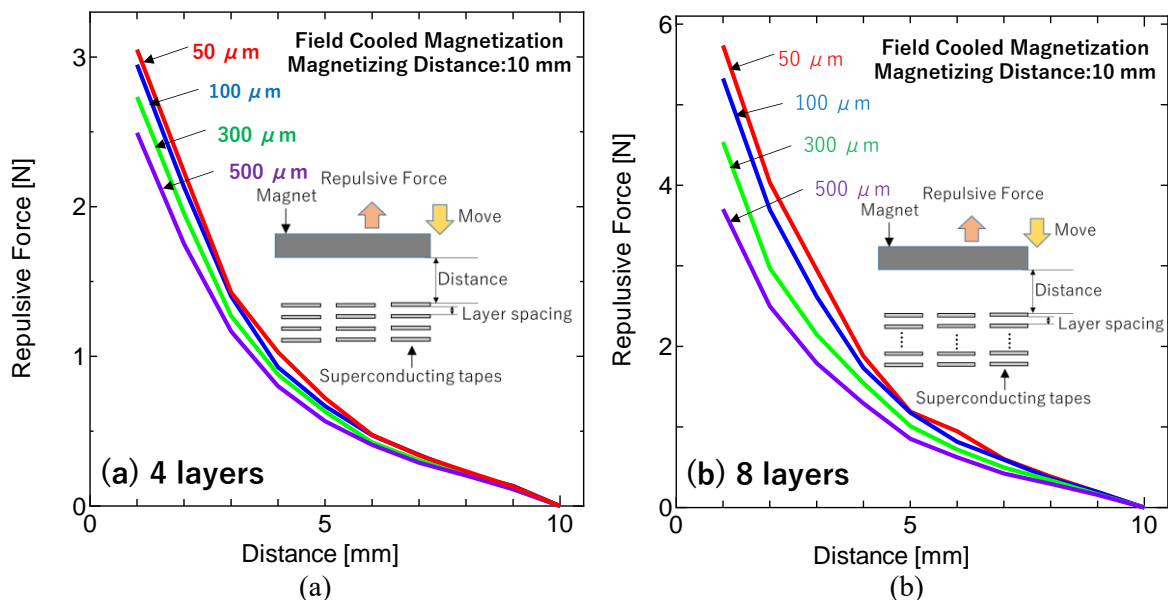 3
2
1
0
0
5
10
Repulsive Force [N]
Distance [mm]
50 μm
100 μm
300 μm
500 μm
Field Cooled Magnetization
Magnetizing Distance:10 mm
Repulsive Force
Magnet
Move
Distance
Layer spacing
Superconducting tapes
(a) 4 layers
(a)
6
4
2
0
0
5
10
Repulusive Force [N]
Distance [mm]
50 μm
100 μm
300 μm
500 μm
Field Cooled Magnetization
Magnetizing Distance:10 mm
Repulsive Force
Magnet
Move
Distance
Layer spacing
Superconducting tapes
(b) 8 layers
(b)